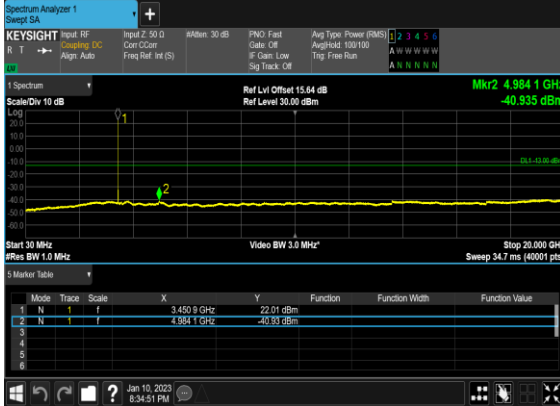 Spectrum Analyzer 1
Swept SA
+
KEYSIGHT Input: RF Input Z: 50 Ω #Atten: 30 dB PNO: Fast Avg Type: Power (RMS) 1 2 3 4 5 6
R T Coupling: DC Corr CCorr Gate: Off Avg|Hold: 100/100 A W W W W W
Align: Auto Freq Ref: Int (S) IF Gain: Low Trig: Free Run
Sig Track: Off A N N N N N
1 Spectrum Ref Lvl Offset 15.64 dB Mkr2 4.984 1 GHz
Scale/Div 10 dB Ref Level 30.00 dBm -40.935 dBm
Log
20.0
10.0
0.00
-10.0
-20.0
-30.0
-40.0
-50.0
-60.0
1
2
DL1 -13.00 dBm
Start 30 MHz Video BW 3.0 MHz* Stop 20.000 GHz
#Res BW 1.0 MHz Sweep 34.7 ms (40001 pts)
5 Marker Table
Mode Trace Scale X Y Function Function Width Function Value
1 N 1 f 3.450 9 GHz 22.01 dBm
2 N 1 f 4.984 1 GHz -40.93 dBm
3
4
5
6
? Jan 10, 2023
8:34:51 PM